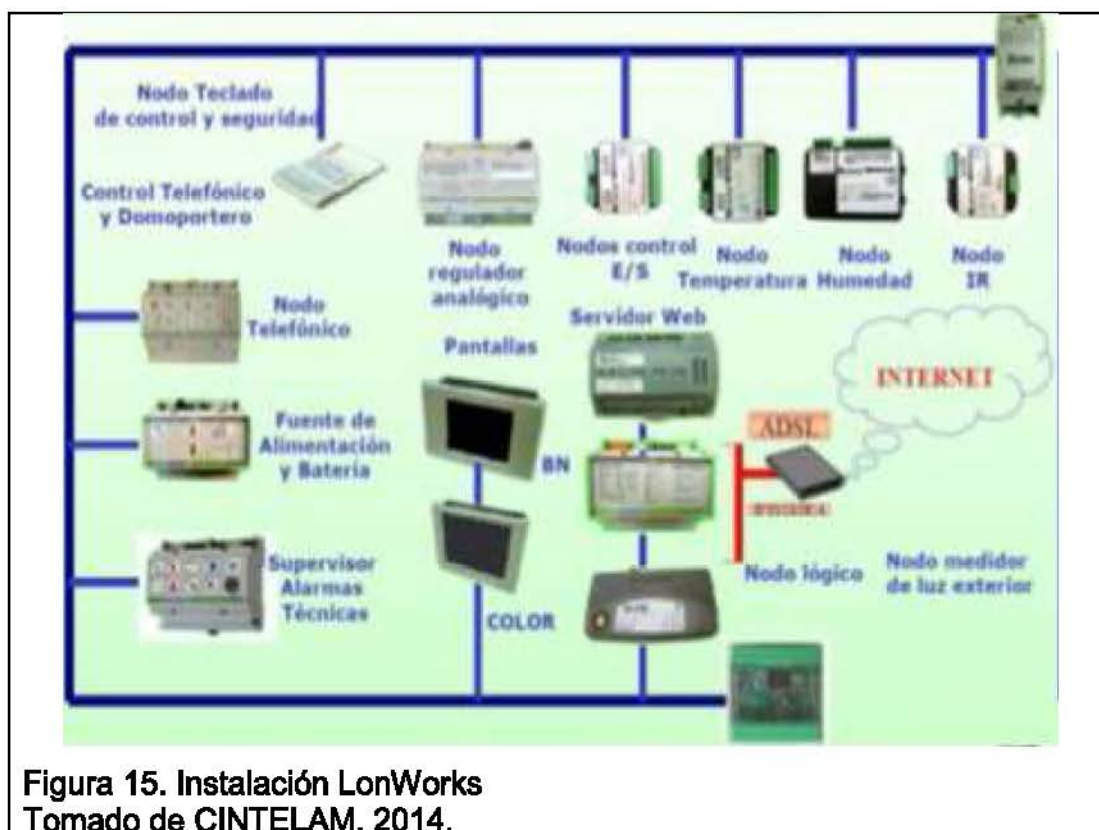 Nodo Teclado
de control y seguridad
Control Telefónico
y Domoportero
Nodo
regulador
analógico
Nodos control
E/S
Nodo
Temperatura
Nodo
Humedad
Nodo
IR
Nodo
Telefónico
Pantallas
Servidor Web
INTERNET
Fuente de
Alimentación
y Batería
BN
ADSL
Supervisor
Alarmas
Técnicas
COLOR
Nodo lógico
Nodo medidor
de luz exterior
Figura 15. Instalación LonWorks
Tomado de CINTELAM. 2014.